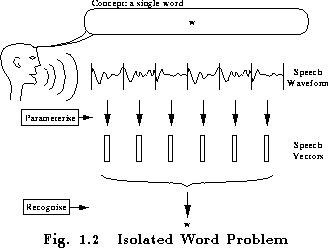 Concept: a single word
w
Speech
Waveform
Parameterise
Speech
Vectors
Recognise
w
Fig. 1.2 Isolated Word Problem